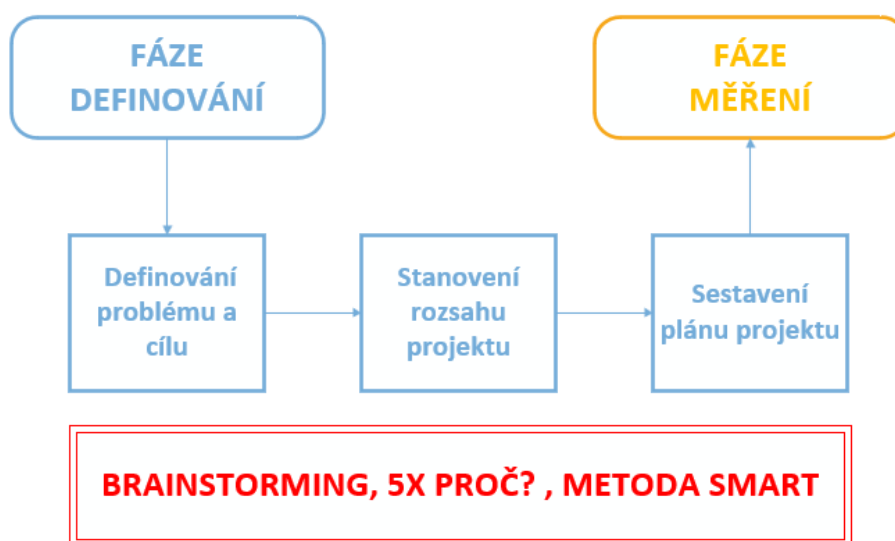 FÁZE
DEFINOVÁNÍ
FÁZE
MĚŘENÍ
Definování
problému a
cílu
Stanovení
rozsahu
projektu
Sestavení
plánu projektu
BRAINSTORMING, 5X PROČ? , METODA SMART